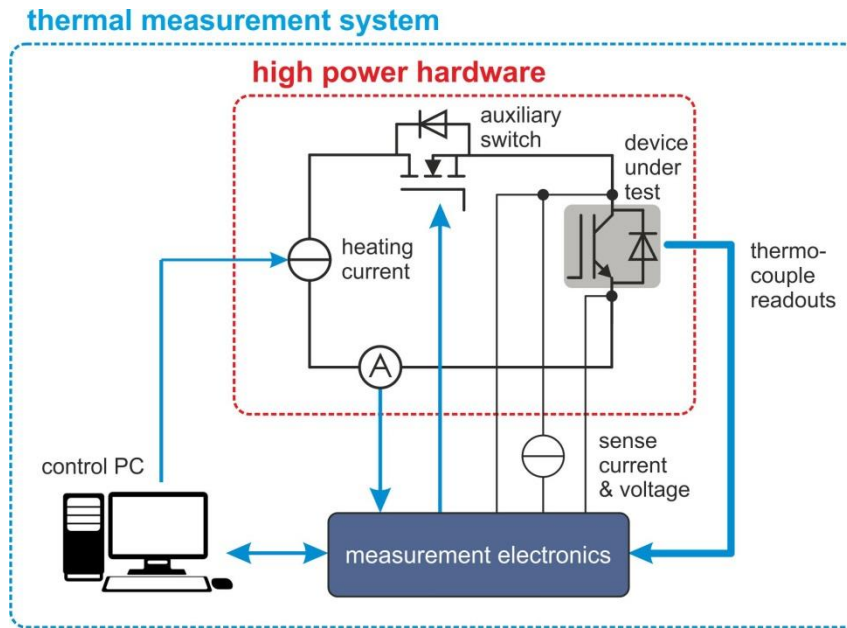 thermal measurement system
high power hardware
auxiliary
switch
device
under
test
heating
current
thermo-
couple
readouts
A
control PC
sense
current
& voltage
measurement electronics